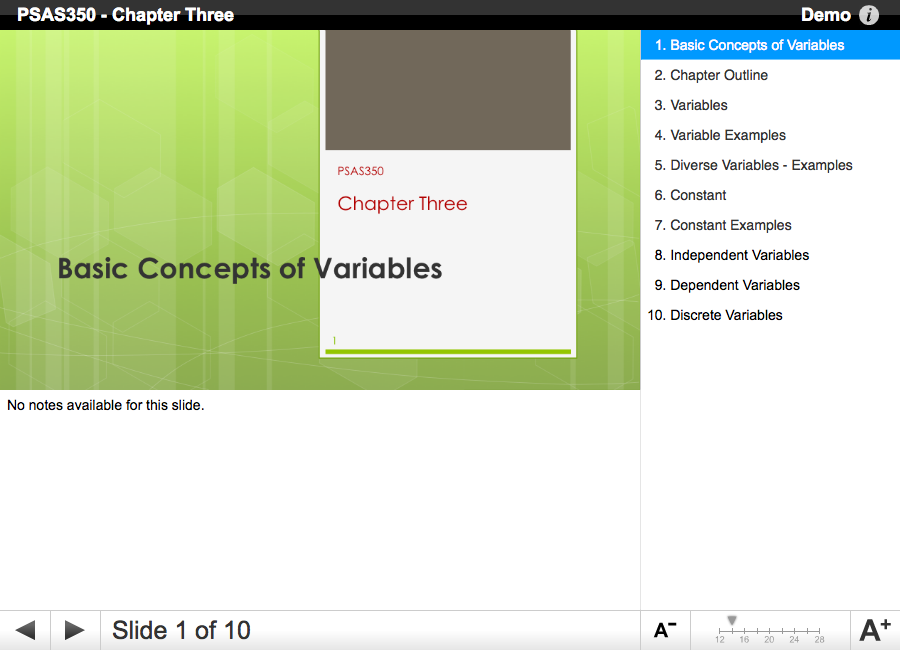 PSAS350 - Chapter Three
Demo i
PSAS350
Chapter Three
Basic Concepts of Variables
1
No notes available for this slide.
1. Basic Concepts of Variables
2. Chapter Outline
3. Variables
4. Variable Examples
5. Diverse Variables - Examples
6. Constant
7. Constant Examples
8. Independent Variables
9. Dependent Variables
10. Discrete Variables
Slide 1 of 10
A-
12 16 20 24 28
A+